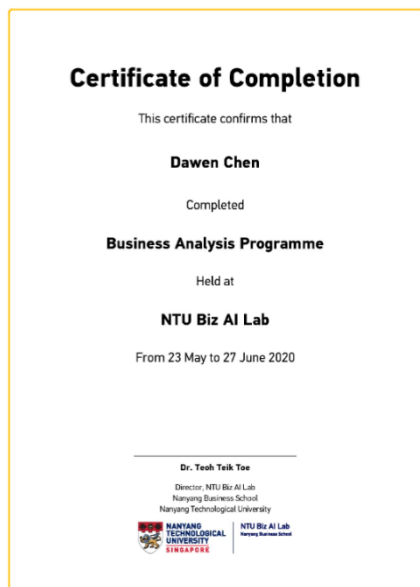 Certificate of Completion
This certificate confirms that
Dawen Chen
Completed
Business Analysis Programme
Held at
NTU Biz AI Lab
From 23 May to 27 June 2020
Dr. Teoh Teik Toe
Director, NTU Biz AI Lab
Nanyang Business School
Nanyang Technological University
NANYANG
TECHNOLOGICAL
UNIVERSITY
SINGAPORE
NTU Biz AI Lab
Nanyang Business School